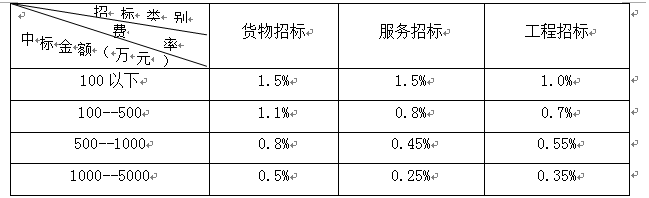 招标类别
费率
中标金额（万元）
货物招标 服务招标 工程招标
100以下 1.5% 1.5% 1.0%
100--500 1.1% 0.8% 0.7%
500--1000 0.8% 0.45% 0.55%
1000--5000 0.5% 0.25% 0.35%